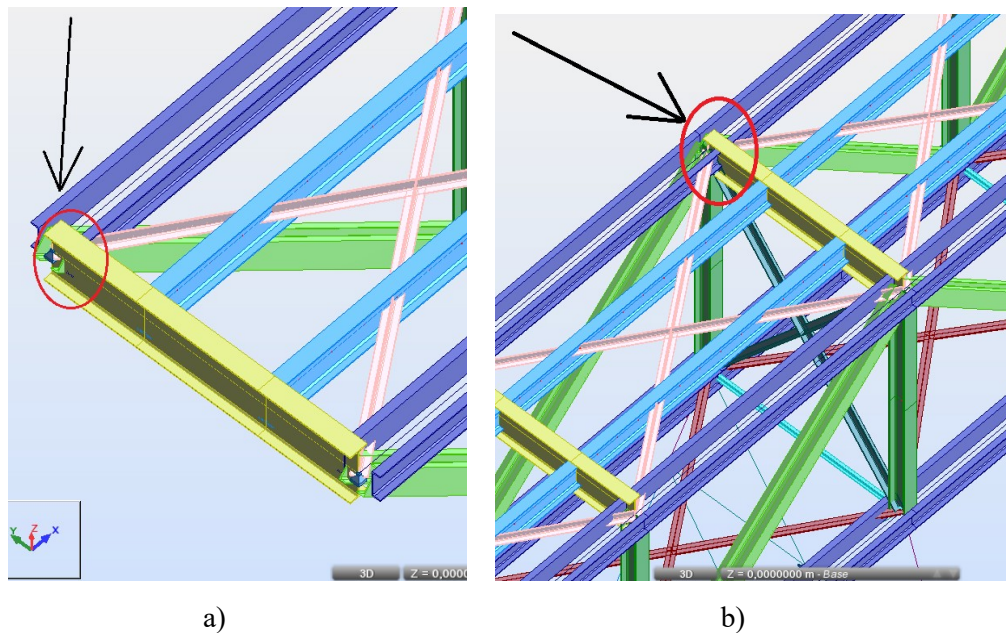 Y
Z
X
3D
Z = 0,0000
3D
Z = 0,0000000 m - Base
a)
b)